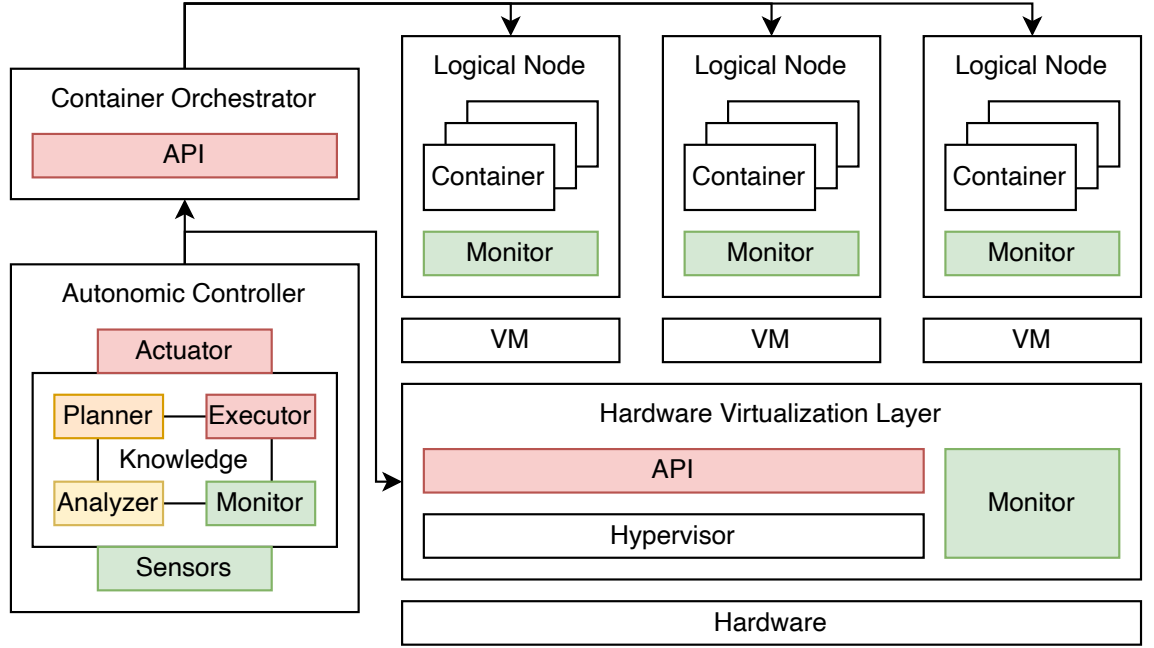 Container Orchestrator
API
Autonomic Controller
Actuator
Planner
Executor
Knowledge
Analyzer
Monitor
Sensors
Logical Node
Container
Monitor
VM
Logical Node
Container
Monitor
VM
Logical Node
Container
Monitor
VM
Hardware Virtualization Layer
API
Hypervisor
Monitor
Hardware